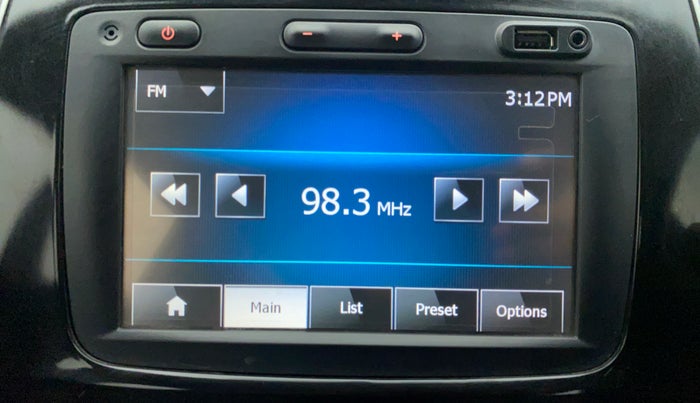 FM
3:12PM
98.3 MHz
Main List Preset Options